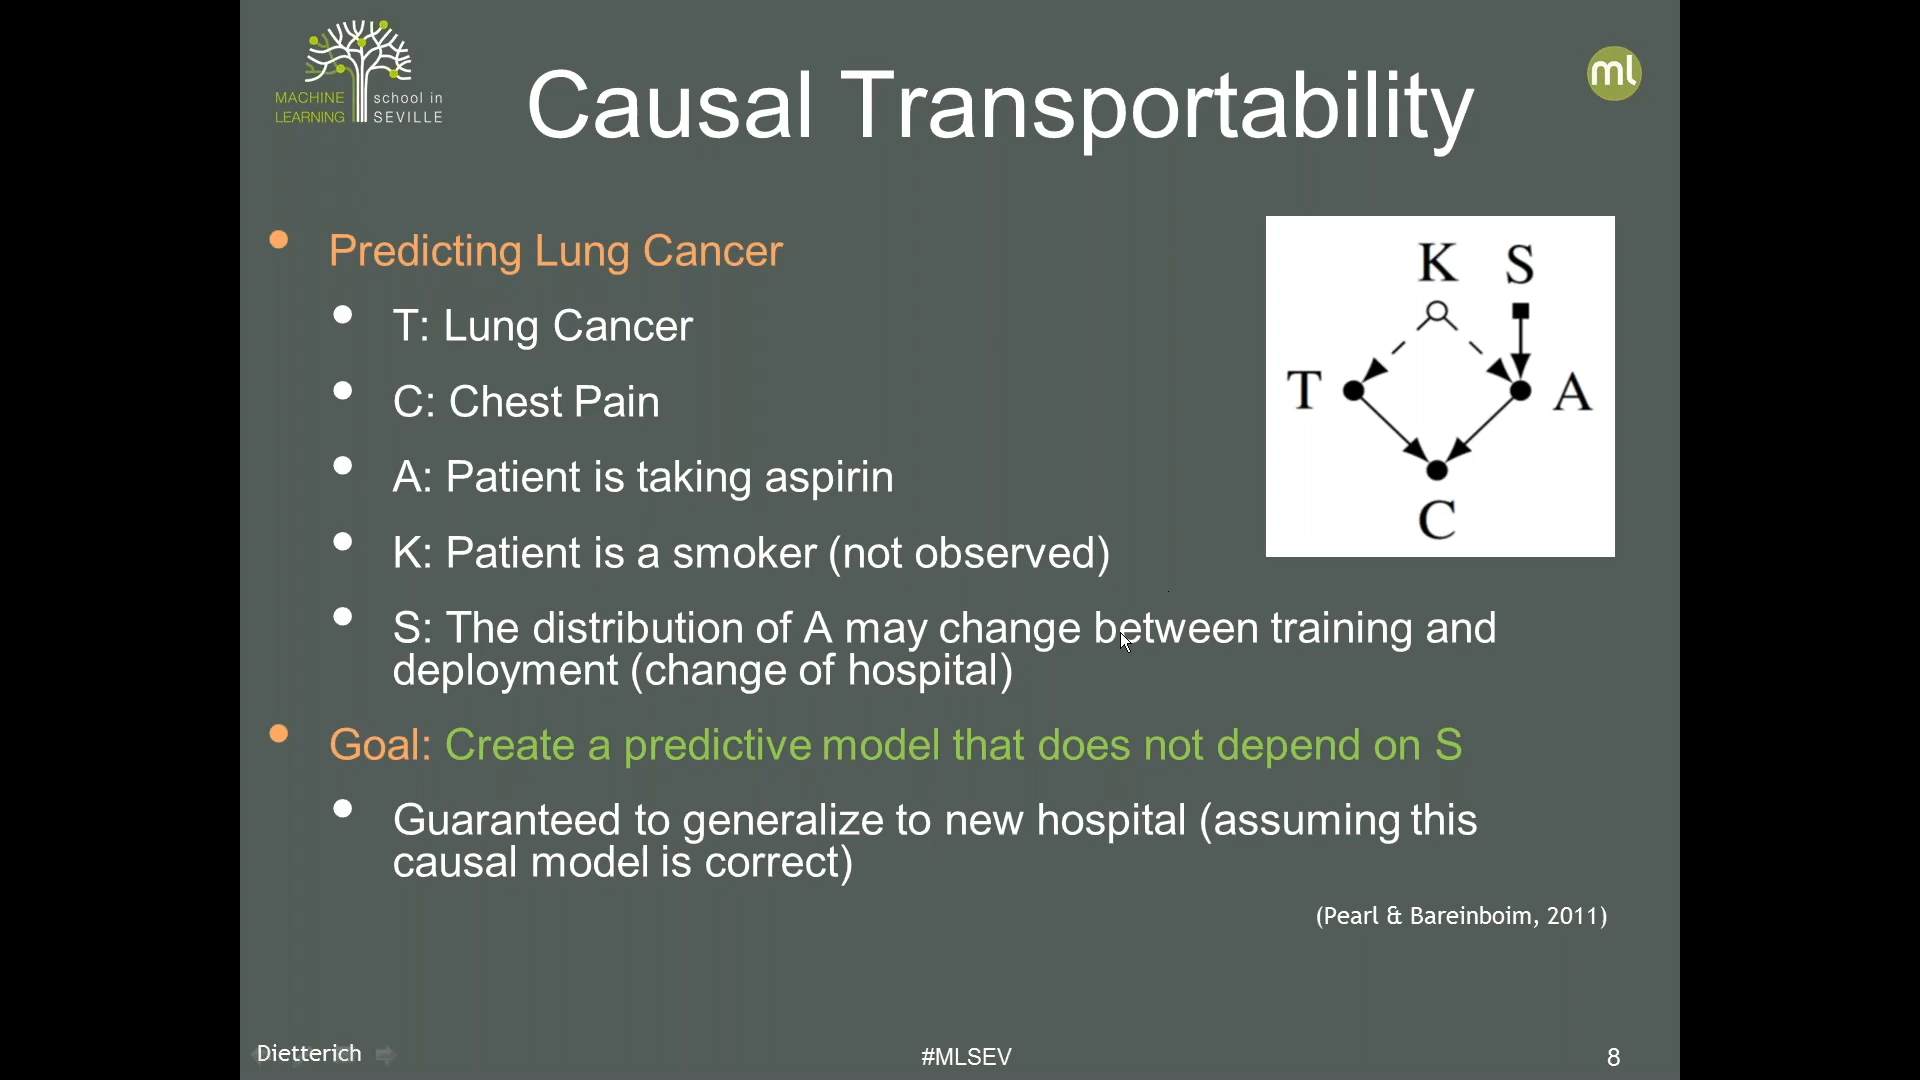 MACHINE school in
LEARNING SEVILLE
Causal Transportability
ml
Predicting Lung Cancer
T: Lung Cancer
C: Chest Pain
A: Patient is taking aspirin
K: Patient is a smoker (not observed)
S: The distribution of A may change between training and
deployment (change of hospital)
Goal: Create a predictive model that does not depend on S
Guaranteed to generalize to new hospital (assuming this
causal model is correct)
K S
T A
C
(Pearl & Bareinboim, 2011)
Dietterich
#MLSEV
8